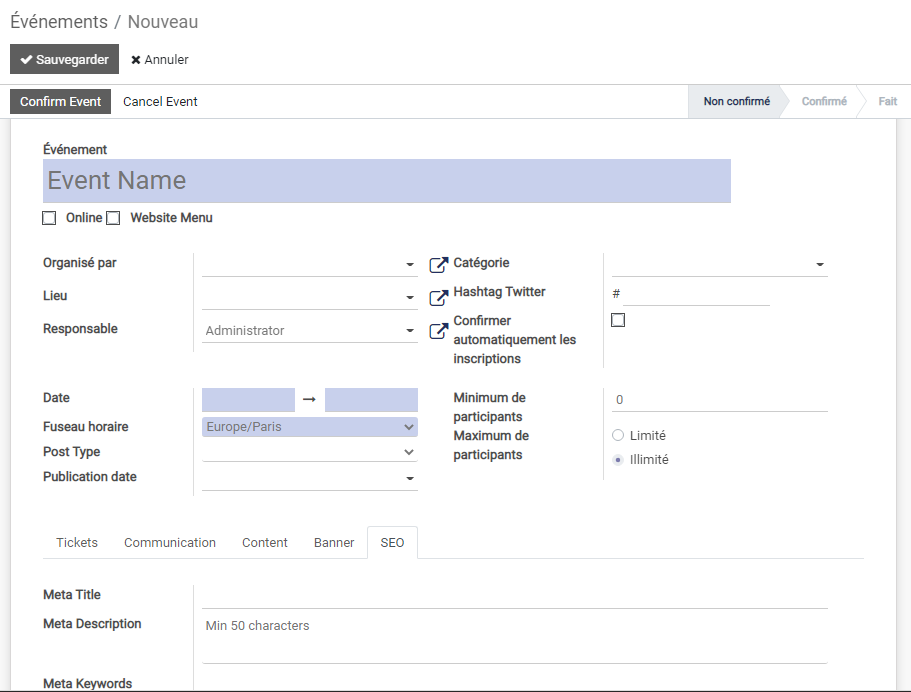 Événements / Nouveau
Sauvegarder Annuler
Confirm Event Cancel Event Non confirmé Confirmé Fait
Événement
Event Name
Online Website Menu
Organisé par
Lieu
Responsable Administrator
Catégorie
Hashtag Twitter #
Confirmer
automatiquement les
inscriptions
Date →
Fuseau horaire Europe/Paris
Post Type
Publication date
Minimum de
participants
0
Maximum de
participants
Limité
Illimité
Tickets Communication Content Banner SEO
Meta Title
Meta Description Min 50 characters
Meta Keywords